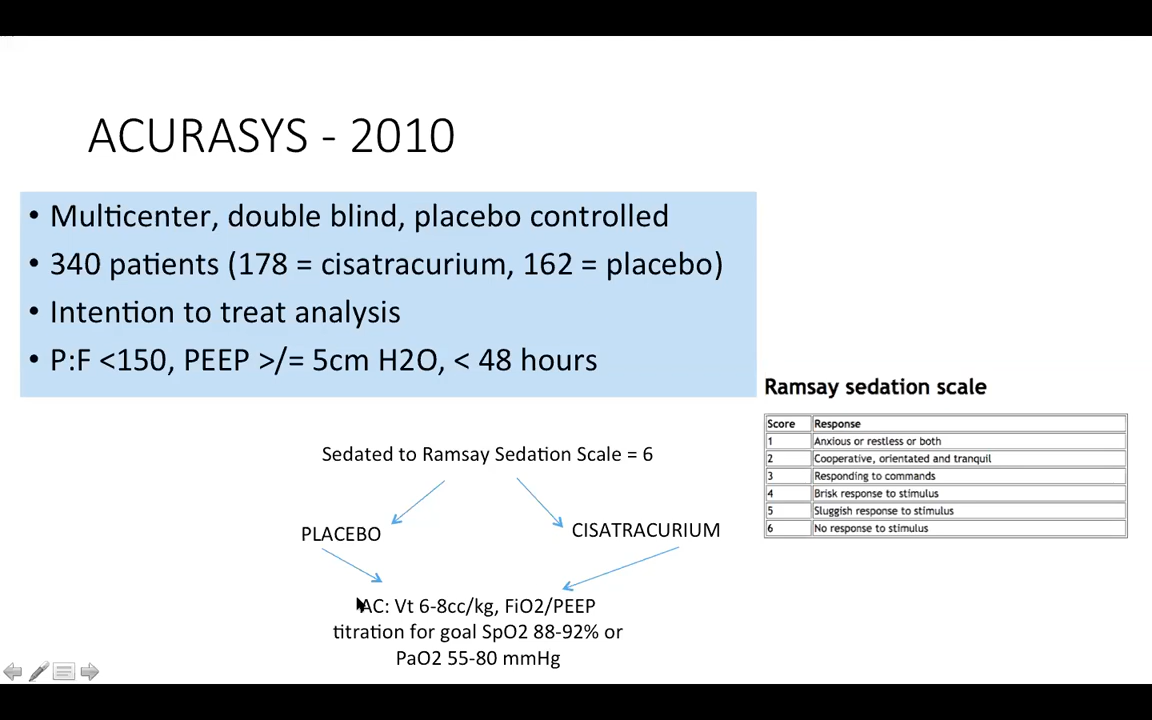 ACURASYS - 2010
• Multicenter, double blind, placebo controlled
• 340 patients (178 = cisatracurium, 162 = placebo)
• Intention to treat analysis
• P:F <150, PEEP >/= 5cm H2O, < 48 hours
Ramsay sedation scale
Score Response
1 Anxious or restless or both
2 Cooperative, orientated and tranquil
3 Responding to commands
4 Brisk response to stimulus
5 Sluggish response to stimulus
6 No response to stimulus
Sedated to Ramsay Sedation Scale = 6
PLACEBO
CISATRACURIUM
AC: Vt 6-8cc/kg, FiO2/PEEP
titration for goal SpO2 88-92% or
PaO2 55-80 mmHg